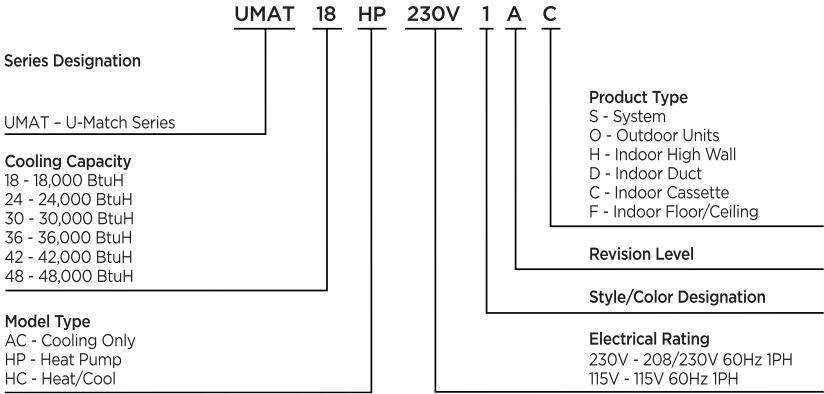 UMAT 18 HP 230V 1 A C
Series Designation
UMAT – U-Match Series
Cooling Capacity
18 - 18,000 BtuH
24 - 24,000 BtuH
30 - 30,000 BtuH
36 - 36,000 BtuH
42 - 42,000 BtuH
48 - 48,000 BtuH
Model Type
AC - Cooling Only
HP - Heat Pump
HC - Heat/Cool
Product Type
S - System
O - Outdoor Units
H - Indoor High Wall
D - Indoor Duct
C - Indoor Cassette
F - Indoor Floor/Ceiling
Revision Level
Style/Color Designation
Electrical Rating
230V - 208/230V 60Hz 1PH
115V - 115V 60Hz 1PH